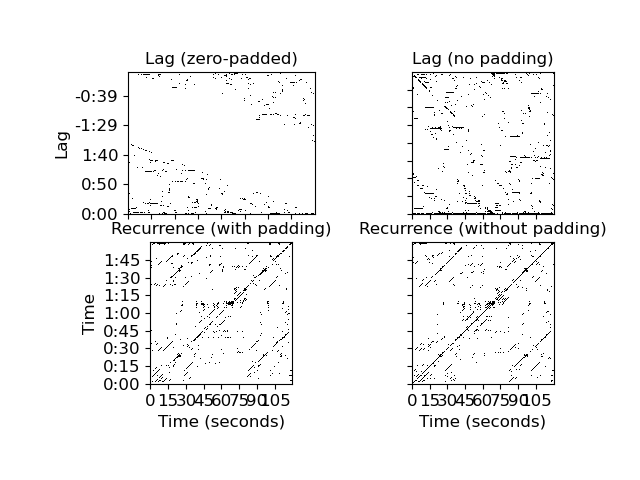 Lag (zero-padded)
Lag (no padding)
Lag
-0:39
-1:29
1:40
0:50
0:00
Recurrence (with padding)
Recurrence (without padding)
Time
1:45
1:30
1:15
1:00
0:45
0:30
0:15
0:00
0 15 30 45 60 75 90 105
0 15 30 45 60 75 90 105
Time (seconds)
Time (seconds)